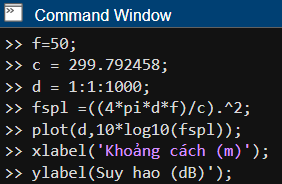 Command Window
>> f=50;
>> c = 299.792458;
>> d = 1:1:1000;
>> fspl =((4*pi*d*f)/c).^2;
>> plot(d,10*log10(fspl));
>> xlabel('Khoảng cách (m)');
>> ylabel(Suy hao (dB)');